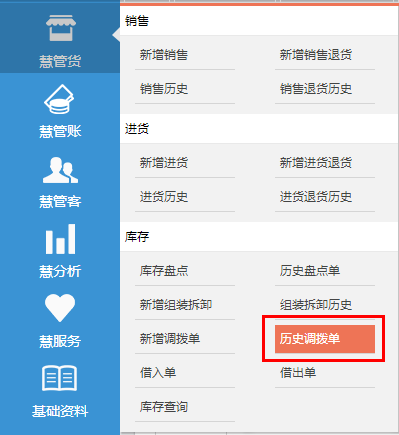 慧管货
慧管账
慧管客
慧分析
慧服务
基础资料
销售
新增销售 新增销售退货
销售历史 销售退货历史
进货
新增进货 新增进货退货
进货历史 进货退货历史
库存
库存盘点 历史盘点单
新增组装拆卸 组装拆卸历史
新增调拨单 历史调拨单
借入单 借出单
库存查询